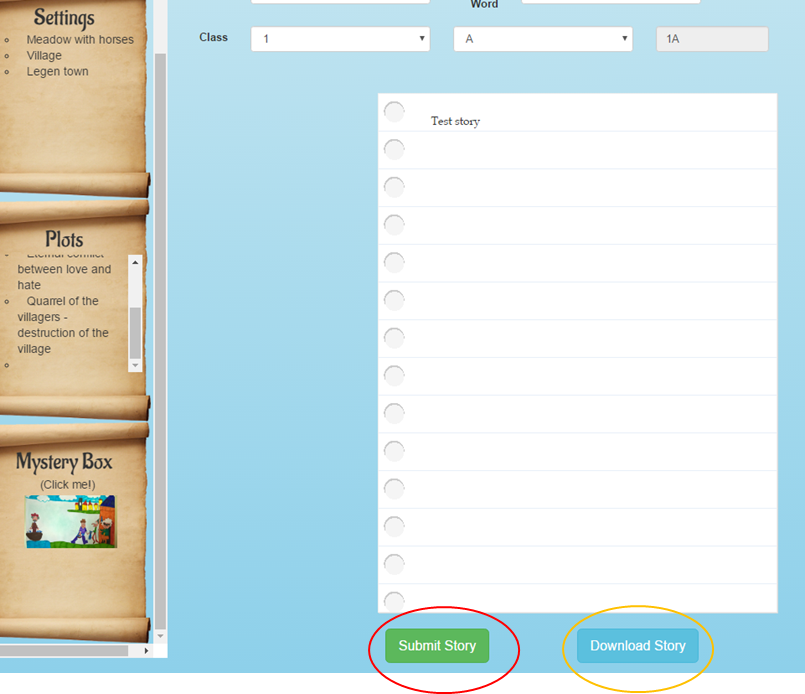 Settings
Meadow with horses
Village
Legen town
Plots
Eternal conflict
between love and
hate
Quarrel of the
villagers -
destruction of the
village
Mystery Box
(Click me!)
Word
Class
1
A
1A
Test story
Submit Story
Download Story